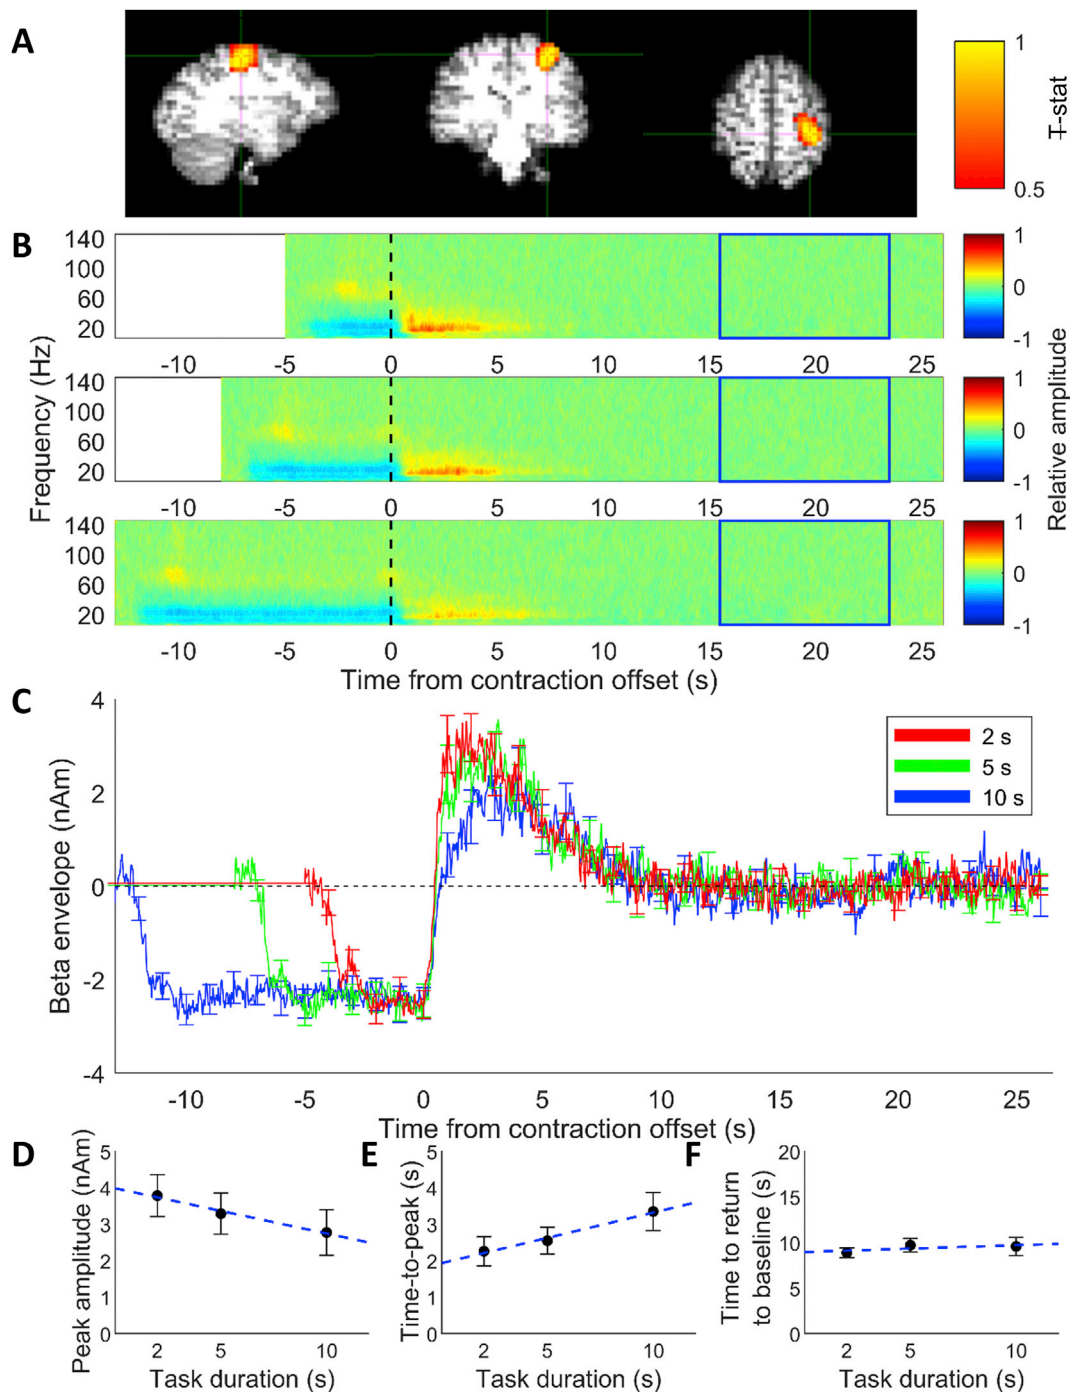 A
1
T-stat
0.5
B
140
100
60
20
-10 -5 0 5 10 15 20 25
1
0
-1
140
100
60
20
-10 -5 0 5 10 15 20 25
1
0
-1
140
100
60
20
-10 -5 0 5 10 15 20 25
1
0
-1
Frequency (Hz)
Relative amplitude
Time from contraction offset (s)
C
4
2
0
-2
-4
Beta envelope (nAm)
2 s
5 s
10 s
-10 -5 0 5 10 15 20 25
Time from contraction offset (s)
D
Peak amplitude (nAm)
5
4
3
2
1
0
2 5 10
Task duration (s)
E
Time-to-peak (s)
5
4
3
2
1
0
2 5 10
Task duration (s)
F
Time to return
to baseline (s)
20
15
10
5
0
2 5 10
Task duration (s)